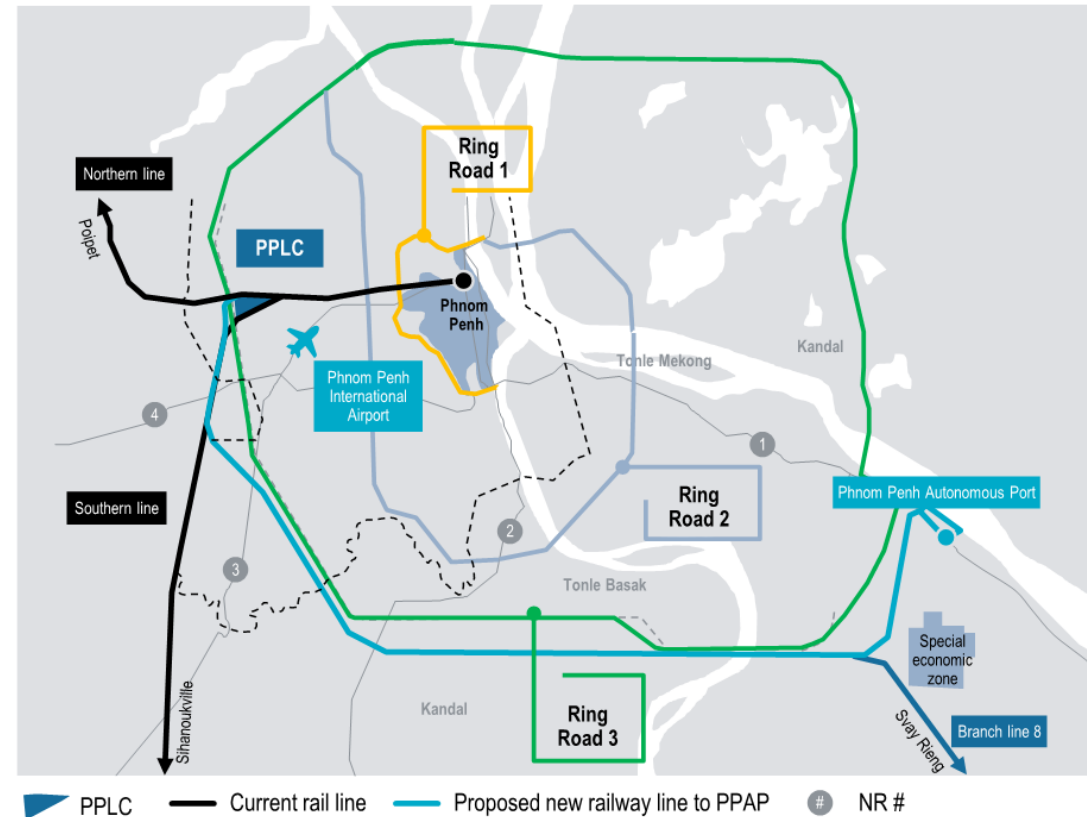 Ring
Road 1
Northern line
Poipet
PPLC
Phnom
Penh
Tonle Mekong
Kandal
Phnom Penh
International
Airport
4
1
Phnom Penh Autonomous Port
Southern line
Ring
Road 2
2
3
Tonle Basak
Special
economic
zone
Sihanoukville
Kandal
Ring
Road 3
Svay Rieng
Branch line 8
PPLC
Current rail line
Proposed new railway line to PPAP
#
NR #